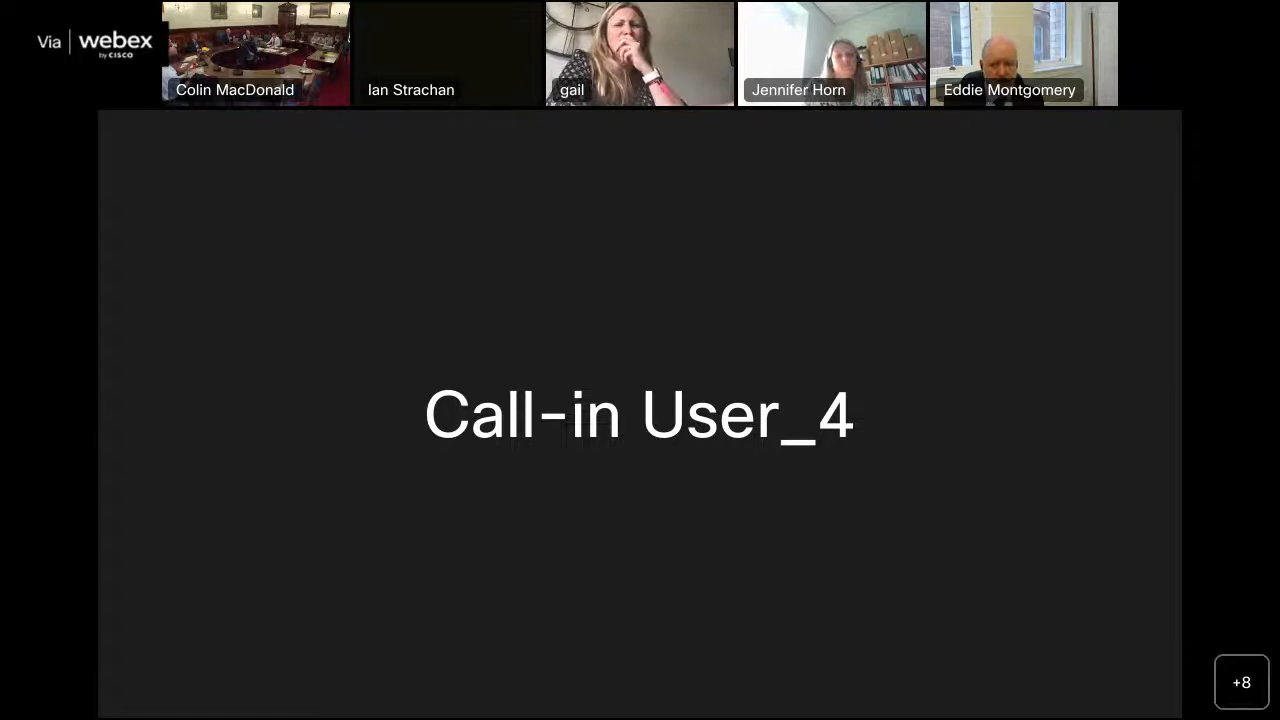 Via webex
by CISCO
Colin MacDonald
Ian Strachan
gail
Jennifer Horn
Eddie Montgomery
Call-in User_4
+8